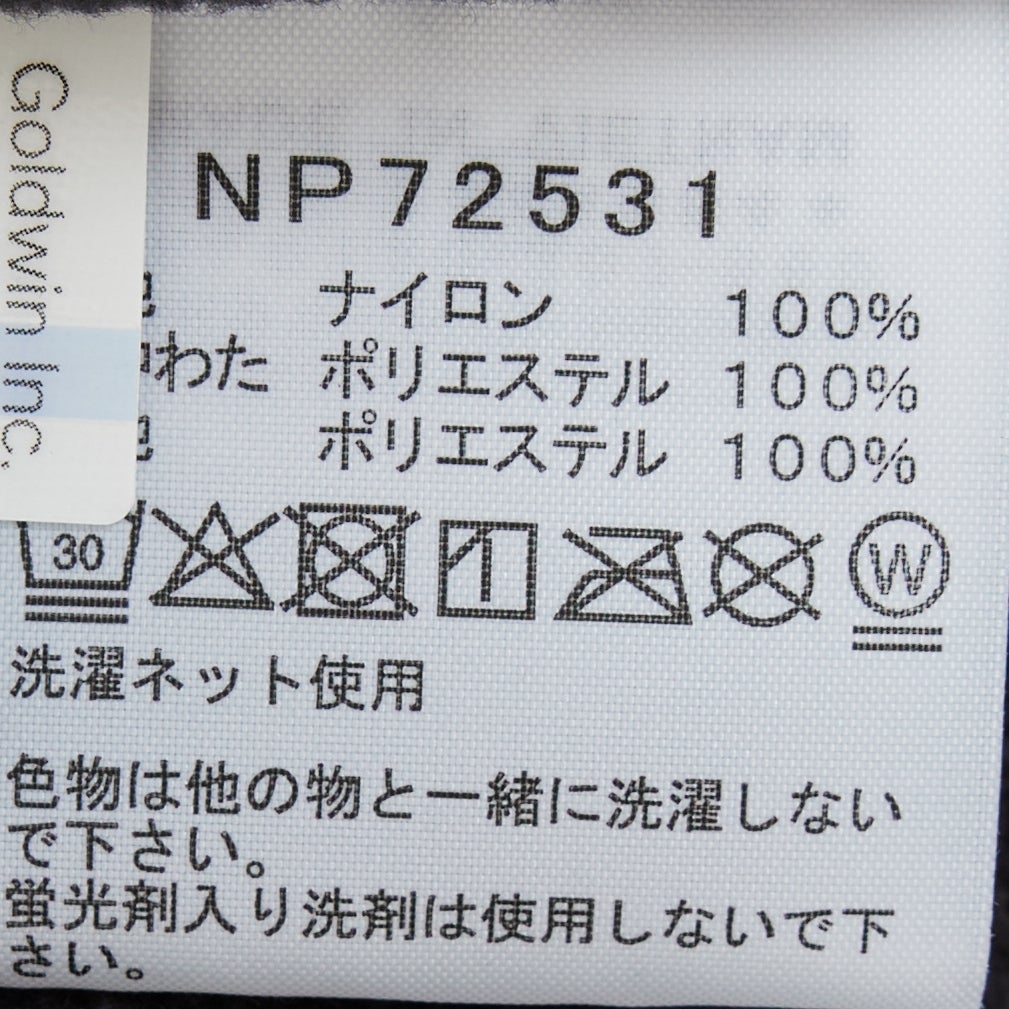 Goldwin Inc.
NP72531
ナイロン 100%
わた ポリエステル 100%
ポリエステル 100%
30
W
洗濯ネット使用
色物は他の物と一緒に洗濯しない
で下さい。
蛍光剤入り洗剤は使用しないで下
さい。